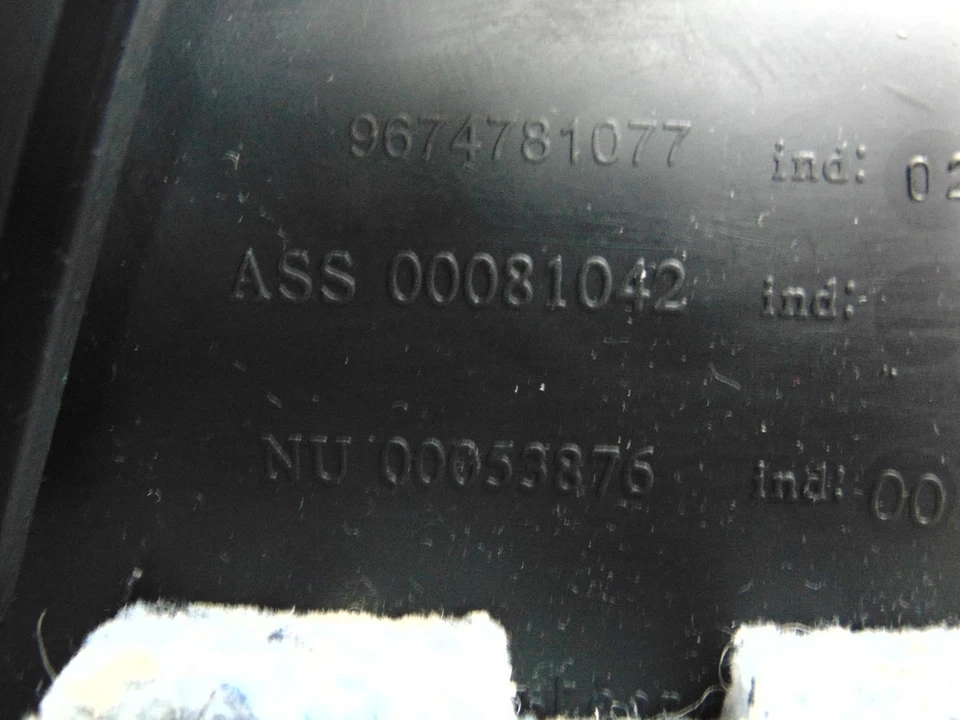 9674781077 ind: 02
ASS 00081042 ind:-
NU 00053876 ind: 00